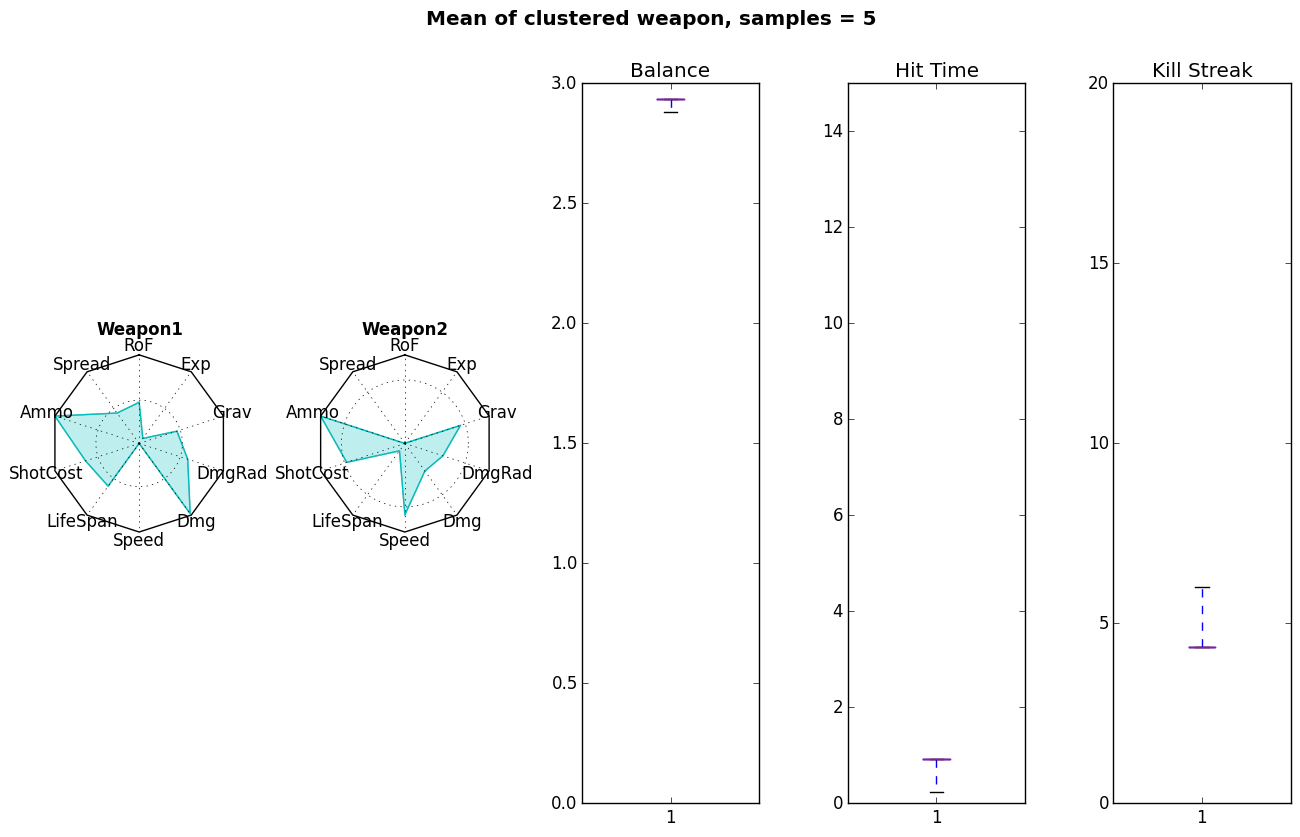 Mean of clustered weapon, samples = 5
Weapon1
RoF
Spread
Exp
Ammo
Grav
ShotCost
DmgRad
LifeSpan
Dmg
Speed
Weapon2
RoF
Spread
Exp
Ammo
Grav
ShotCost
DmgRad
LifeSpan
Dmg
Speed
Balance
3.0
2.5
2.0
1.5
1.0
0.5
0.0
1
Hit Time
14
12
10
8
6
4
2
0
1
Kill Streak
20
15
10
5
0
1